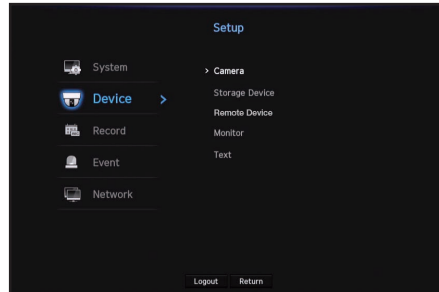 Setup
System
Device >
Record
Event
Network
> Camera
Storage Device
Remote Device
Monitor
Text
Logout Return